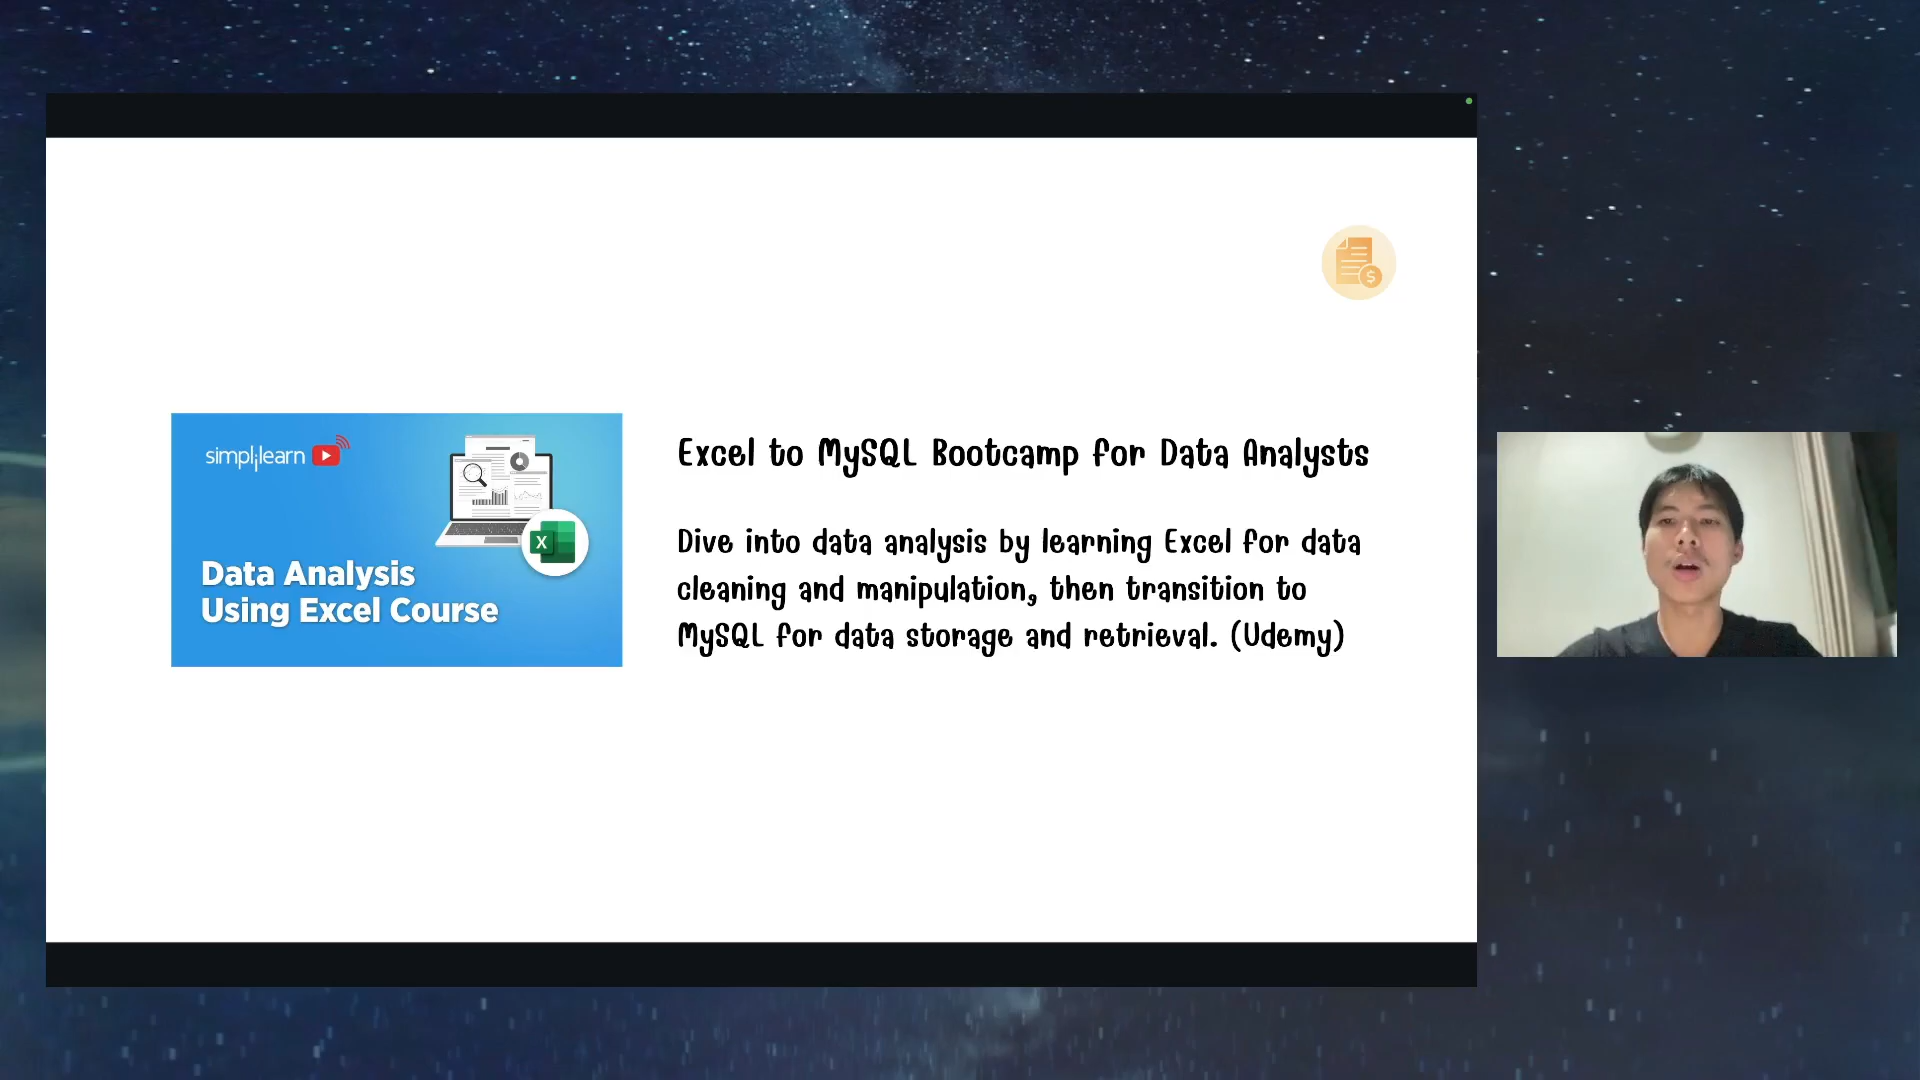 simplilearn
Data Analysis
Using Excel Course
X
$
Excel to MySQL Bootcamp for Data Analysts
Dive into data analysis by learning Excel for data
cleaning and manipulation, then transition to
MySQL for data storage and retrieval. (Udemy)